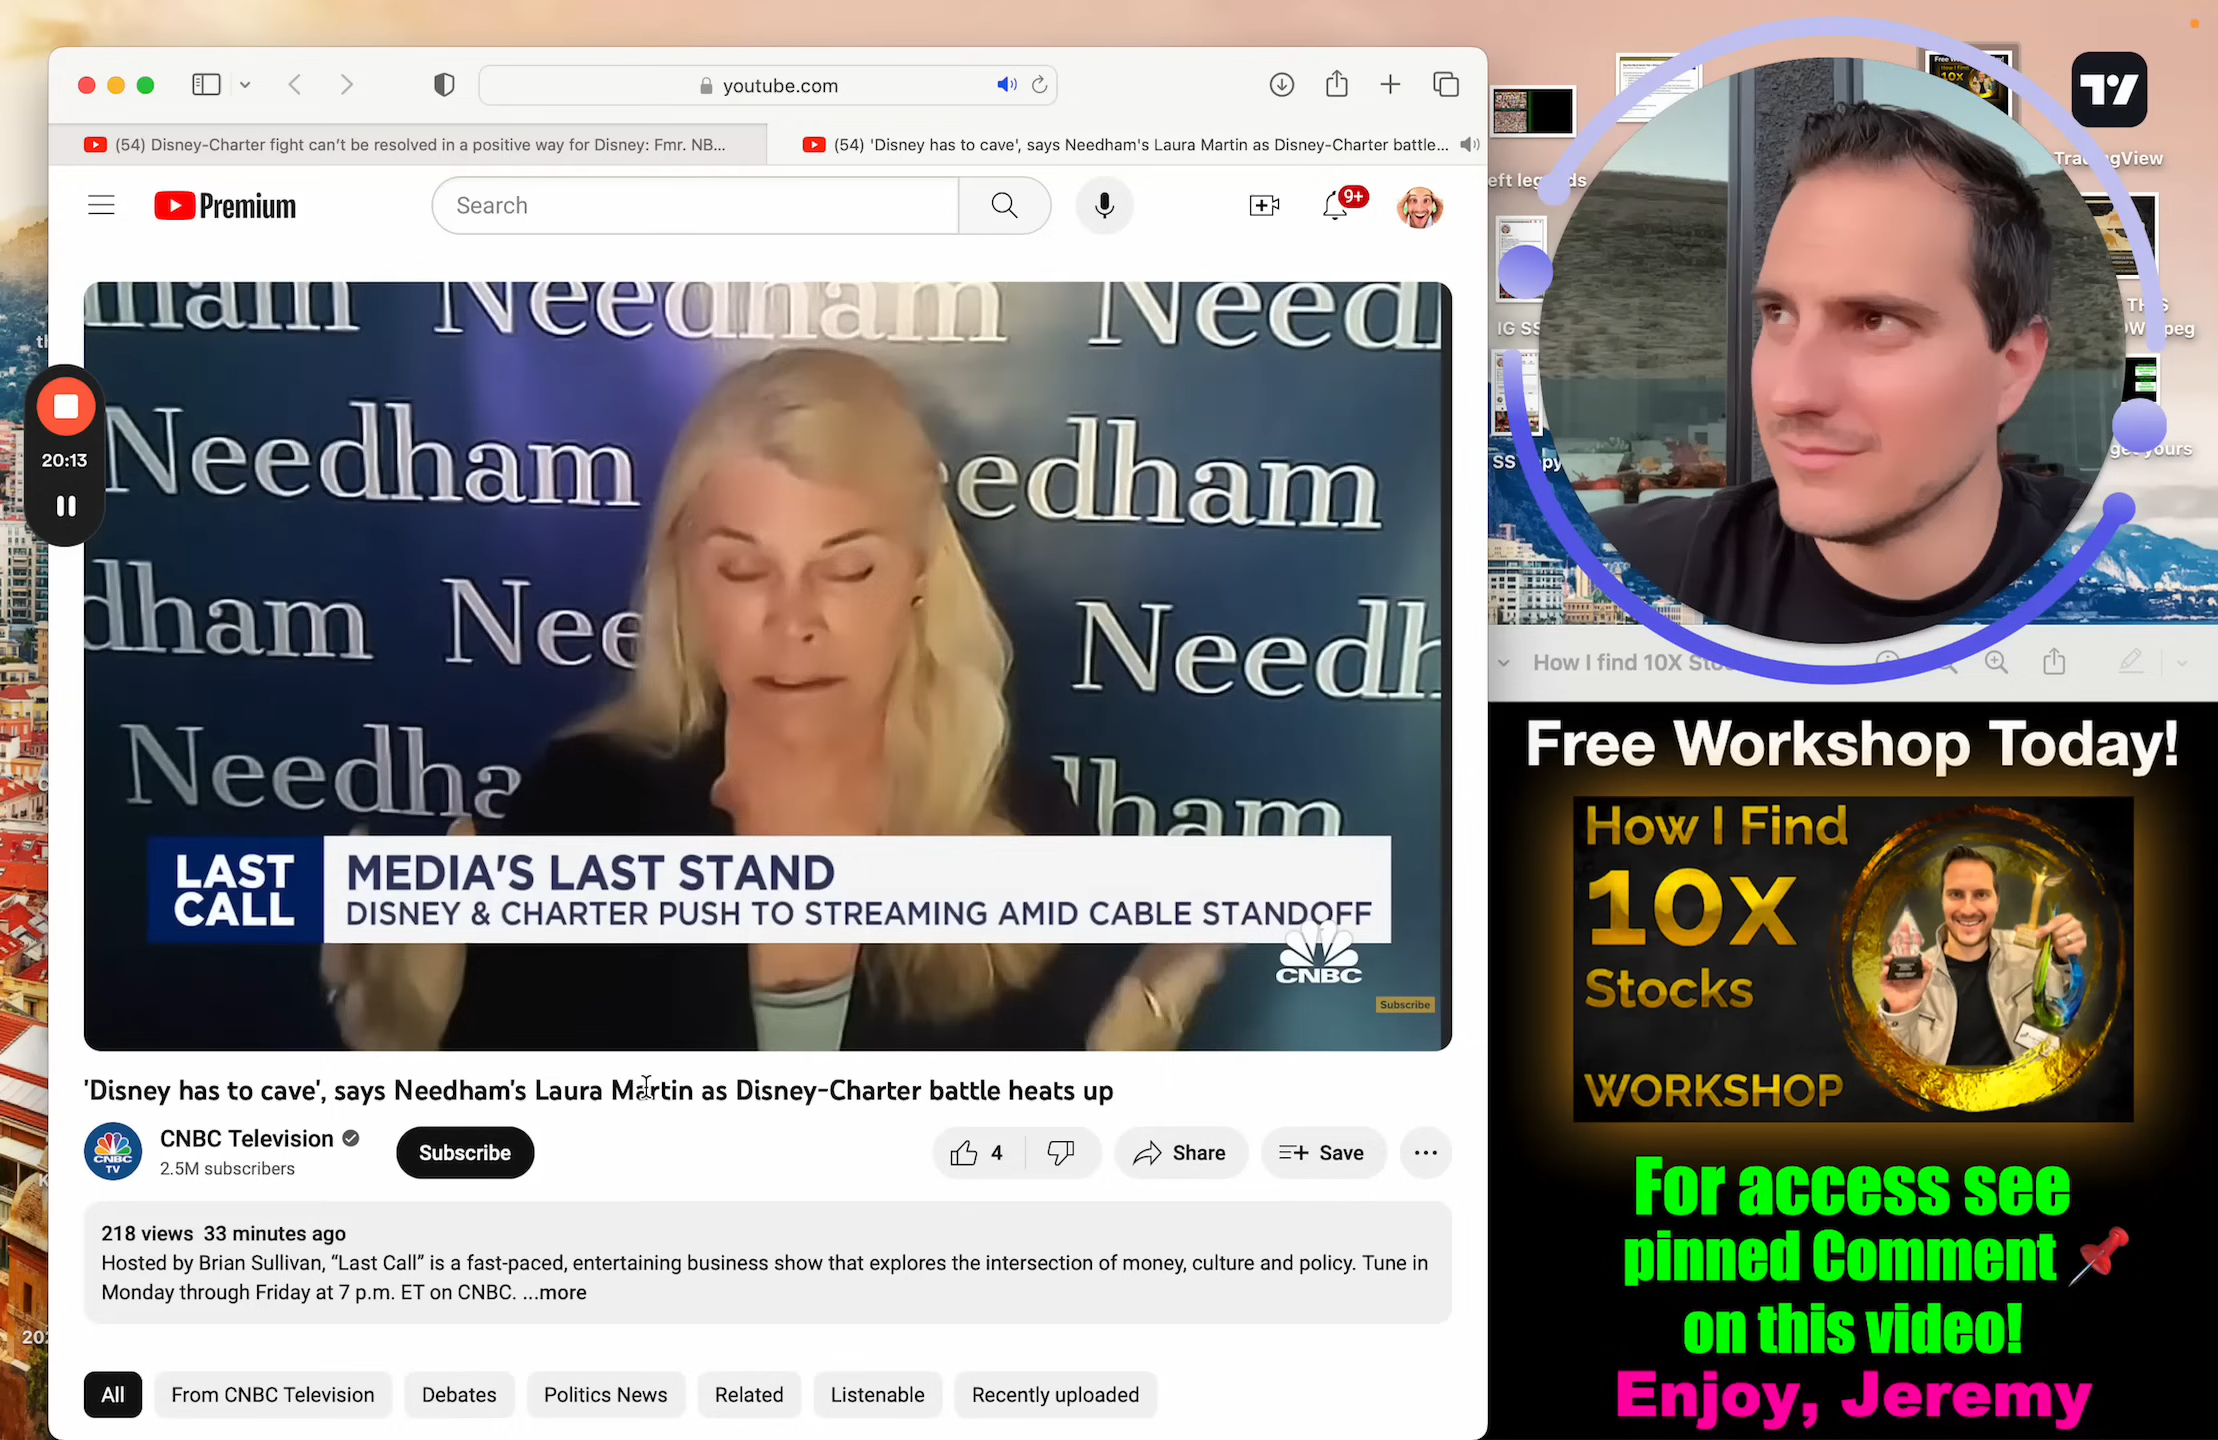 youtube.com
(54) Disney-Charter fight can't be resolved in a positive way for Disney: Fmr. NB...
(54) 'Disney has to cave', says Needham's Laura Martin as Disney-Charter battle...
Premium
Search
9+
20:13
Needham
Needham
Needham
LAST CALL
MEDIA'S LAST STAND
DISNEY & CHARTER PUSH TO STREAMING AMID CABLE STANDOFF
CNBC
Subscribe
'Disney has to cave', says Needham's Laura Martin as Disney-Charter battle heats up
CNBC TV
CNBC Television
2.5M subscribers
Subscribe
4
Share
Save
218 views 33 minutes ago
Hosted by Brian Sullivan, “Last Call” is a fast-paced, entertaining business show that explores the intersection of money, culture and policy. Tune in
Monday through Friday at 7 p.m. ET on CNBC. ...more
All
From CNBC Television
Debates
Politics News
Related
Listenable
Recently uploaded
TradingView
IG SS
How I find 10X
Free Workshop Today!
How I Find
10X
Stocks
WORKSHOP
For access see
pinned Comment
on this video!
Enjoy, Jeremy